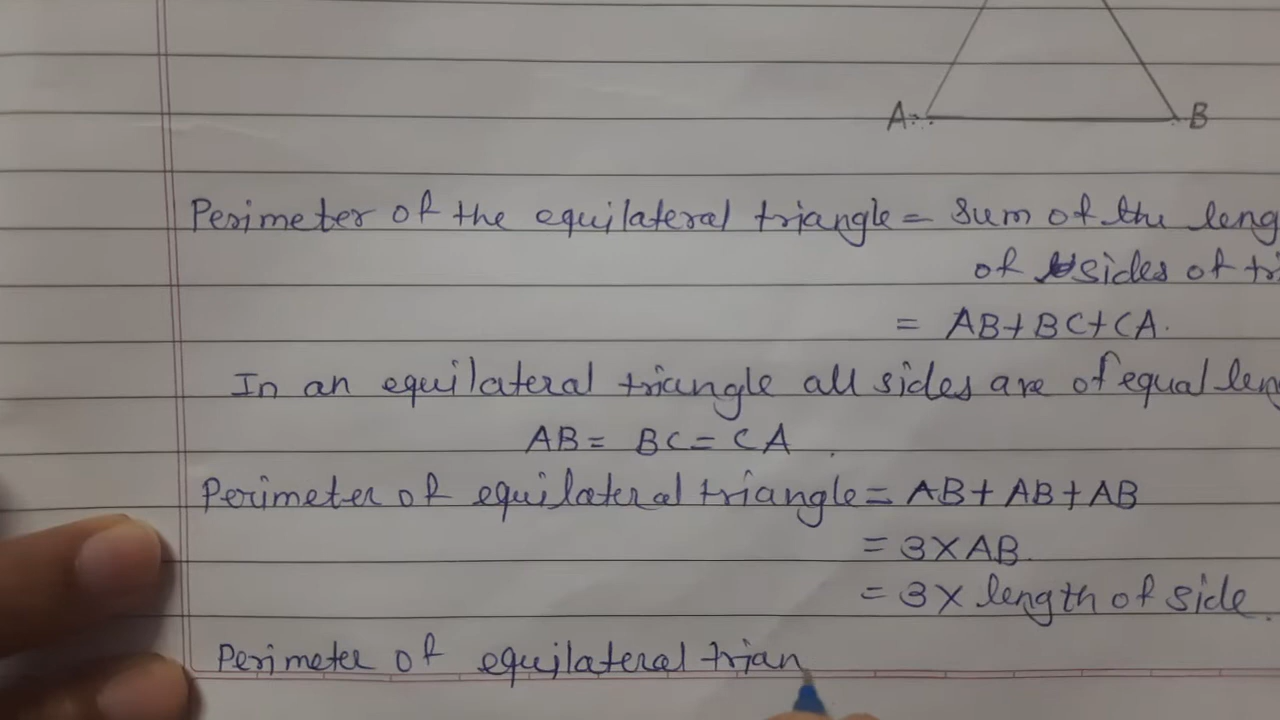 A B
Perimeter of the equilateral triangle = Sum of the leng
of sides of tri
= AB+BC+CA.
In an equilateral triangle all sides are of equal len
AB = BC = CA
Perimeter of equilateral triangle = AB + AB + AB
= 3×AB.
= 3× length of side.
Perimeter of equilateral trian